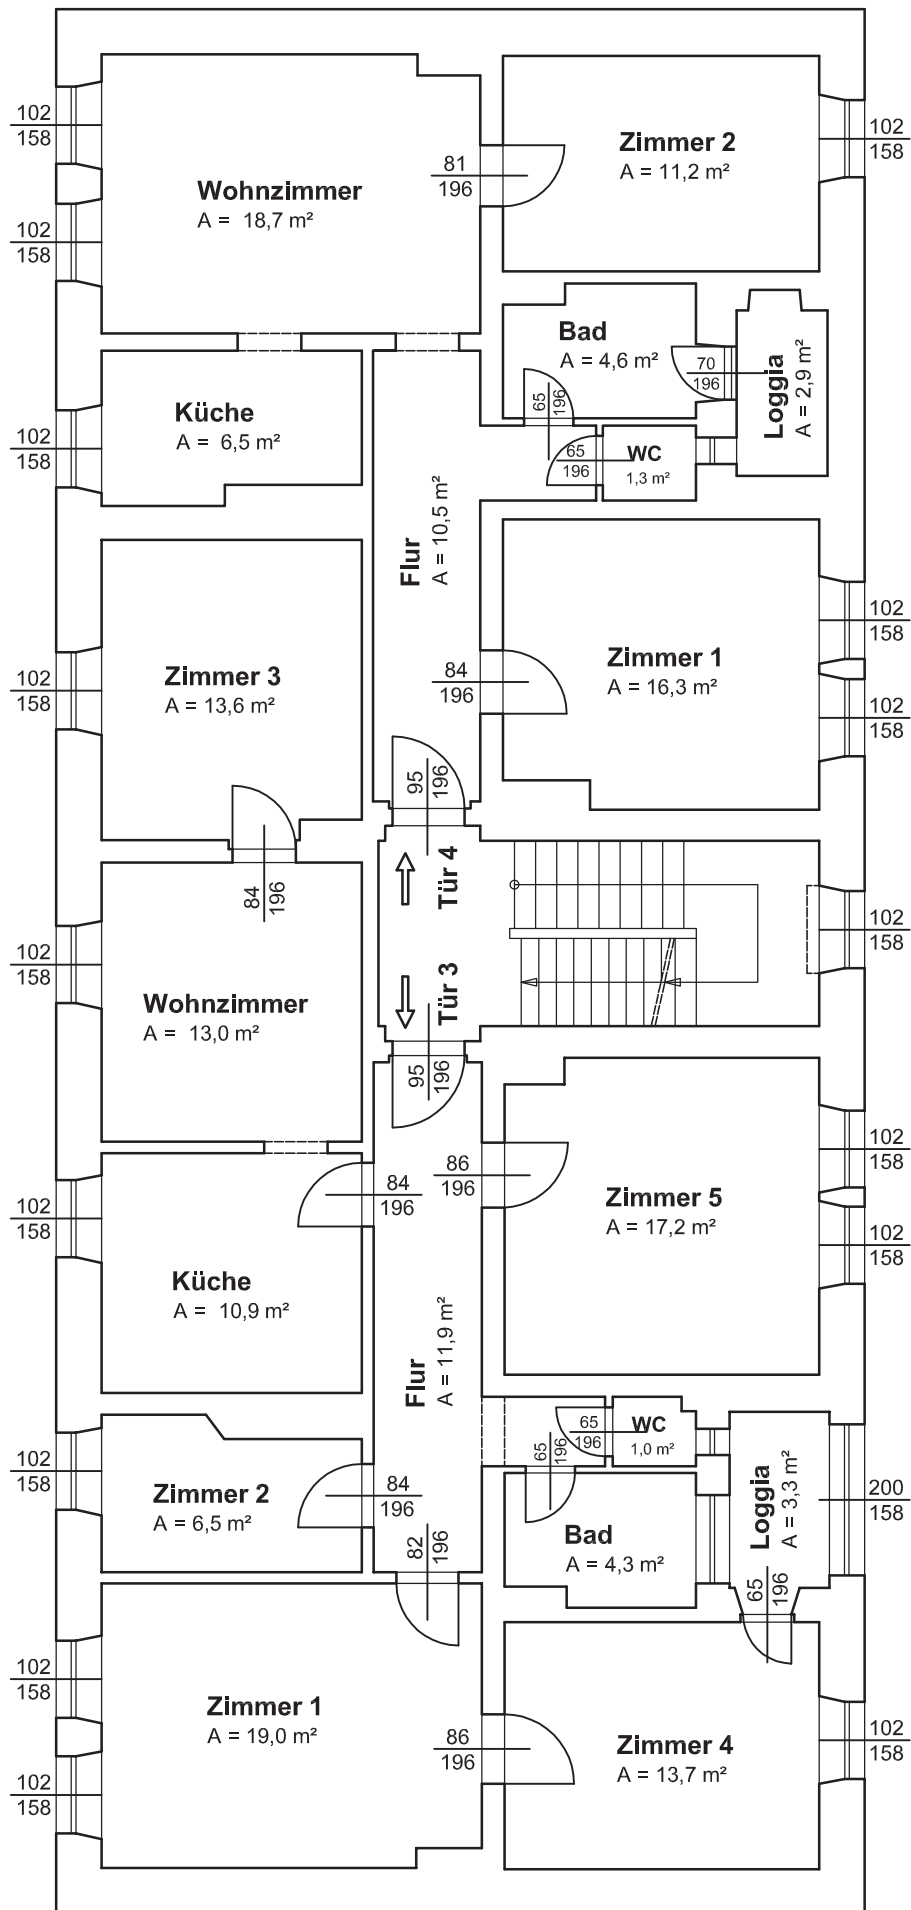 102
158
Wohnzimmer
A = 18,7 m²
81
196
Zimmer 2
A = 11,2 m²
102
158
102
158
Bad
A = 4,6 m²
70
196
Loggia
A = 2,9 m²
102
158
Küche
A = 6,5 m²
65
196
65
196
WC
1,3 m²
Flur
A = 10,5 m²
102
158
102
158
Zimmer 3
A = 13,6 m²
84
196
Zimmer 1
A = 16,3 m²
102
158
95
196
84
196
Tür 4
102
158
102
158
Wohnzimmer
A = 13,0 m²
Tür 3
95
196
102
158
84
196
86
196
Zimmer 5
A = 17,2 m²
102
158
102
158
Küche
A = 10,9 m²
Flur
A = 11,9 m²
65
196
WC
1,0 m²
65
196
102
158
Zimmer 2
A = 6,5 m²
84
196
Bad
A = 4,3 m²
Loggia
A = 3,3 m²
200
158
82
196
65
196
102
158
Zimmer 1
A = 19,0 m²
86
196
Zimmer 4
A = 13,7 m²
102
158
102
158